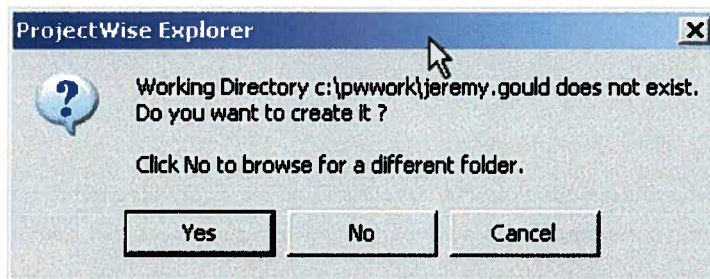 ProjectWise Explorer
Working Directory c:\pwwork\jeremy.gould does not exist.
Do you want to create it ?
Click No to browse for a different folder.
Yes
No
Cancel